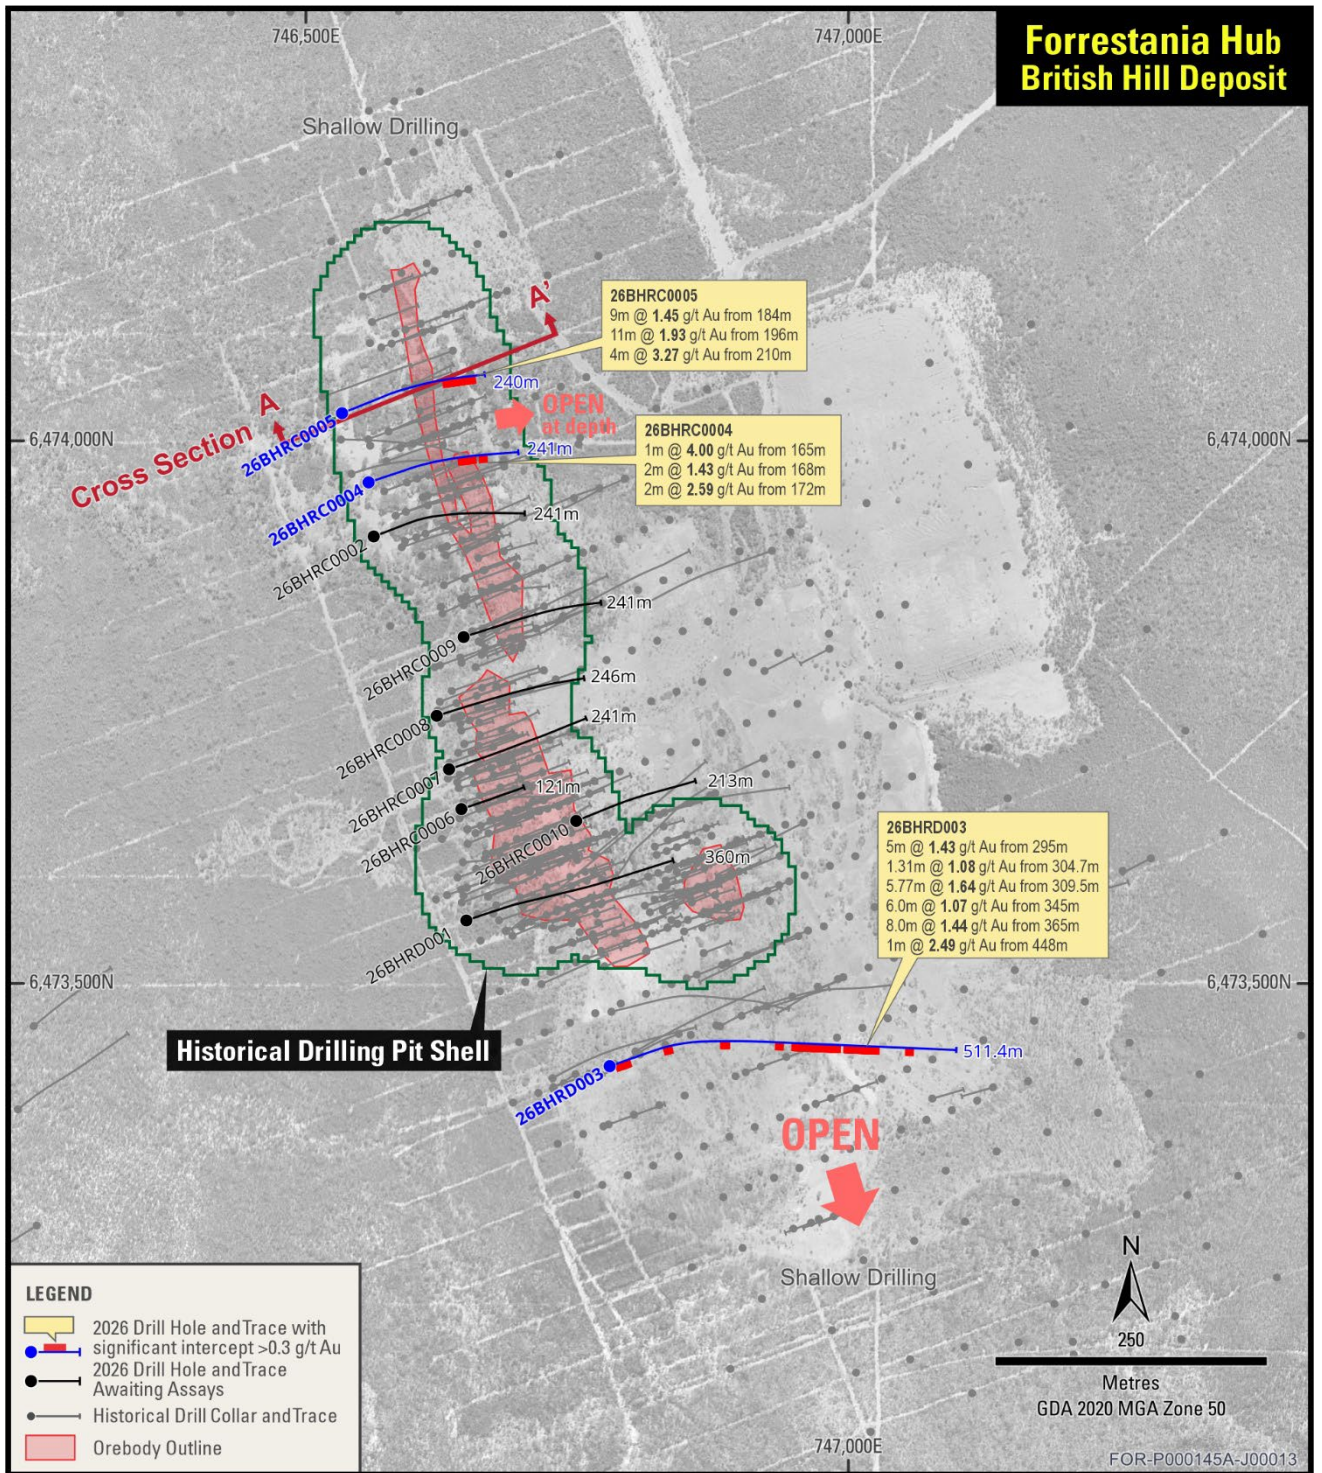 746,500E
747,000E
Forrestania Hub
British Hill Deposit
Shallow Drilling
A'
26BHRC0005
9m @ 1.45 g/t Au from 184m
11m @ 1.93 g/t Au from 196m
4m @ 3.27 g/t Au from 210m
240m
Cross Section A
26BHRC0005
OPEN
at depth
6,474,000N
6,474,000N
26BHRC0004
1m @ 4.00 g/t Au from 165m
2m @ 1.43 g/t Au from 168m
2m @ 2.59 g/t Au from 172m
241m
26BHRC0004
241m
26BHRC0002
241m
26BHRC0009
246m
26BHRC0008
241m
26BHRC0007
121m
26BHRC0006
213m
26BHRC0010
360m
26BHRD001
26BHRD003
5m @ 1.43 g/t Au from 295m
1.31m @ 1.08 g/t Au from 304.7m
5.77m @ 1.64 g/t Au from 309.5m
6.0m @ 1.07 g/t Au from 345m
8.0m @ 1.44 g/t Au from 365m
1m @ 2.49 g/t Au from 448m
6,473,500N
6,473,500N
Historical Drilling Pit Shell
511.4m
26BHRD003
OPEN
Shallow Drilling
LEGEND
2026 Drill Hole and Trace with
significant intercept >0.3 g/t Au
2026 Drill Hole and Trace
Awaiting Assays
Historical Drill Collar and Trace
Orebody Outline
N
250
Metres
GDA 2020 MGA Zone 50
747,000E
FOR-P000145A-J00013